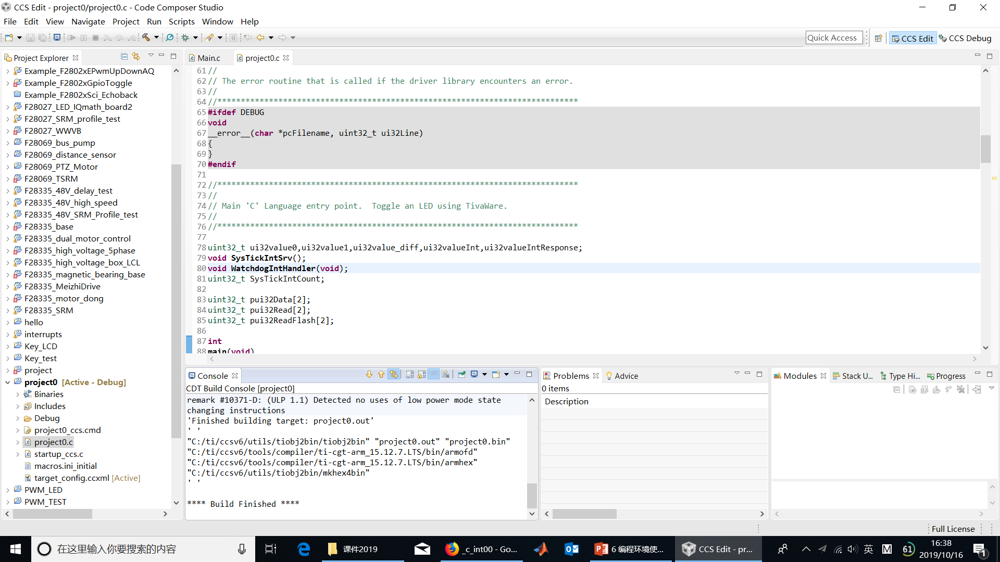 CCS Edit - project0/project0.c - Code Composer Studio
File Edit View Navigate Project Run Scripts Window Help
Quick Access
CCS Edit
CCS Debug
Project Explorer
Example_F2802xEPwmUpDownAQ
Example_F2802xGpioToggle
Example_F2802xSci_Echoback
F28027_LED_IQmath_board2
F28027_SRM_profile_test
F28027_WWVB
F28069_bus_pump
F28069_distance_sensor
F28069_PTZ_Motor
F28069_TSRM
F28335_48V_delay_test
F28335_48V_high_speed
F28335_48V_SRM_Profile_test
F28335_base
F28335_dual_motor_control
F28335_high_voltage_5phase
F28335_high_voltage_box_LCL
F28335_magnetic_bearing_base
F28335_MeizhiDrive
F28335_motor_dong
F28335_SRM
hello
interrupts
Key_LCD
Key_test
project
project0 [Active - Debug]
Binaries
Includes
Debug
project0_ccs.cmd
project0.c
startup_ccs.c
macros.ini_initial
target_config.ccxml [Active]
PWM_LED
PWM_TEST
Main.c
project0.c
61 //
62 // The error routine that is called if the driver library encounters an error.
63 //
64 //*****************************************************************************
65 #ifdef DEBUG
66 void
67 __error__(char *pcFilename, uint32_t ui32Line)
68 {
69 }
70 #endif
71
72 //*****************************************************************************
73 //
74 // Main 'C' Language entry point.  Toggle an LED using TivaWare.
75 //
76 //*****************************************************************************
77
78 uint32_t ui32value0,ui32value1,ui32value_diff,ui32valueInt,ui32valueIntResponse;
79 void SysTickIntSrv();
80 void WatchdogIntHandler(void);
81 uint32_t SysTickIntCount;
82
83 uint32_t pui32Data[2];
84 uint32_t pui32Read[2];
85 uint32_t pui32ReadFlash[2];
86
87 int
88 main(void)
Console
CDT Build Console [project0]
remark #10371-D: (ULP 1.1) Detected no uses of low power mode state
changing instructions
'Finished building target: project0.out'
' '
"C:/ti/ccsv6/utils/tiobj2bin/tiobj2bin" "project0.out" "project0.bin"
"C:/ti/ccsv6/tools/compiler/ti-cgt-arm_15.12.7.LTS/bin/armofd"
"C:/ti/ccsv6/tools/compiler/ti-cgt-arm_15.12.7.LTS/bin/armhex"
"C:/ti/ccsv6/utils/tiobj2bin/mkhex4bin"
' '
**** Build Finished ****
Problems
Advice
0 items
Description
Modules
Stack U...
Type Hi...
Progress
Full License
在这里输入你要搜索的内容
课件2019
_c_int00 - Go...
6 编程环境使...
CCS Edit - pr...
英
M
61
16:38
2019/10/16
1